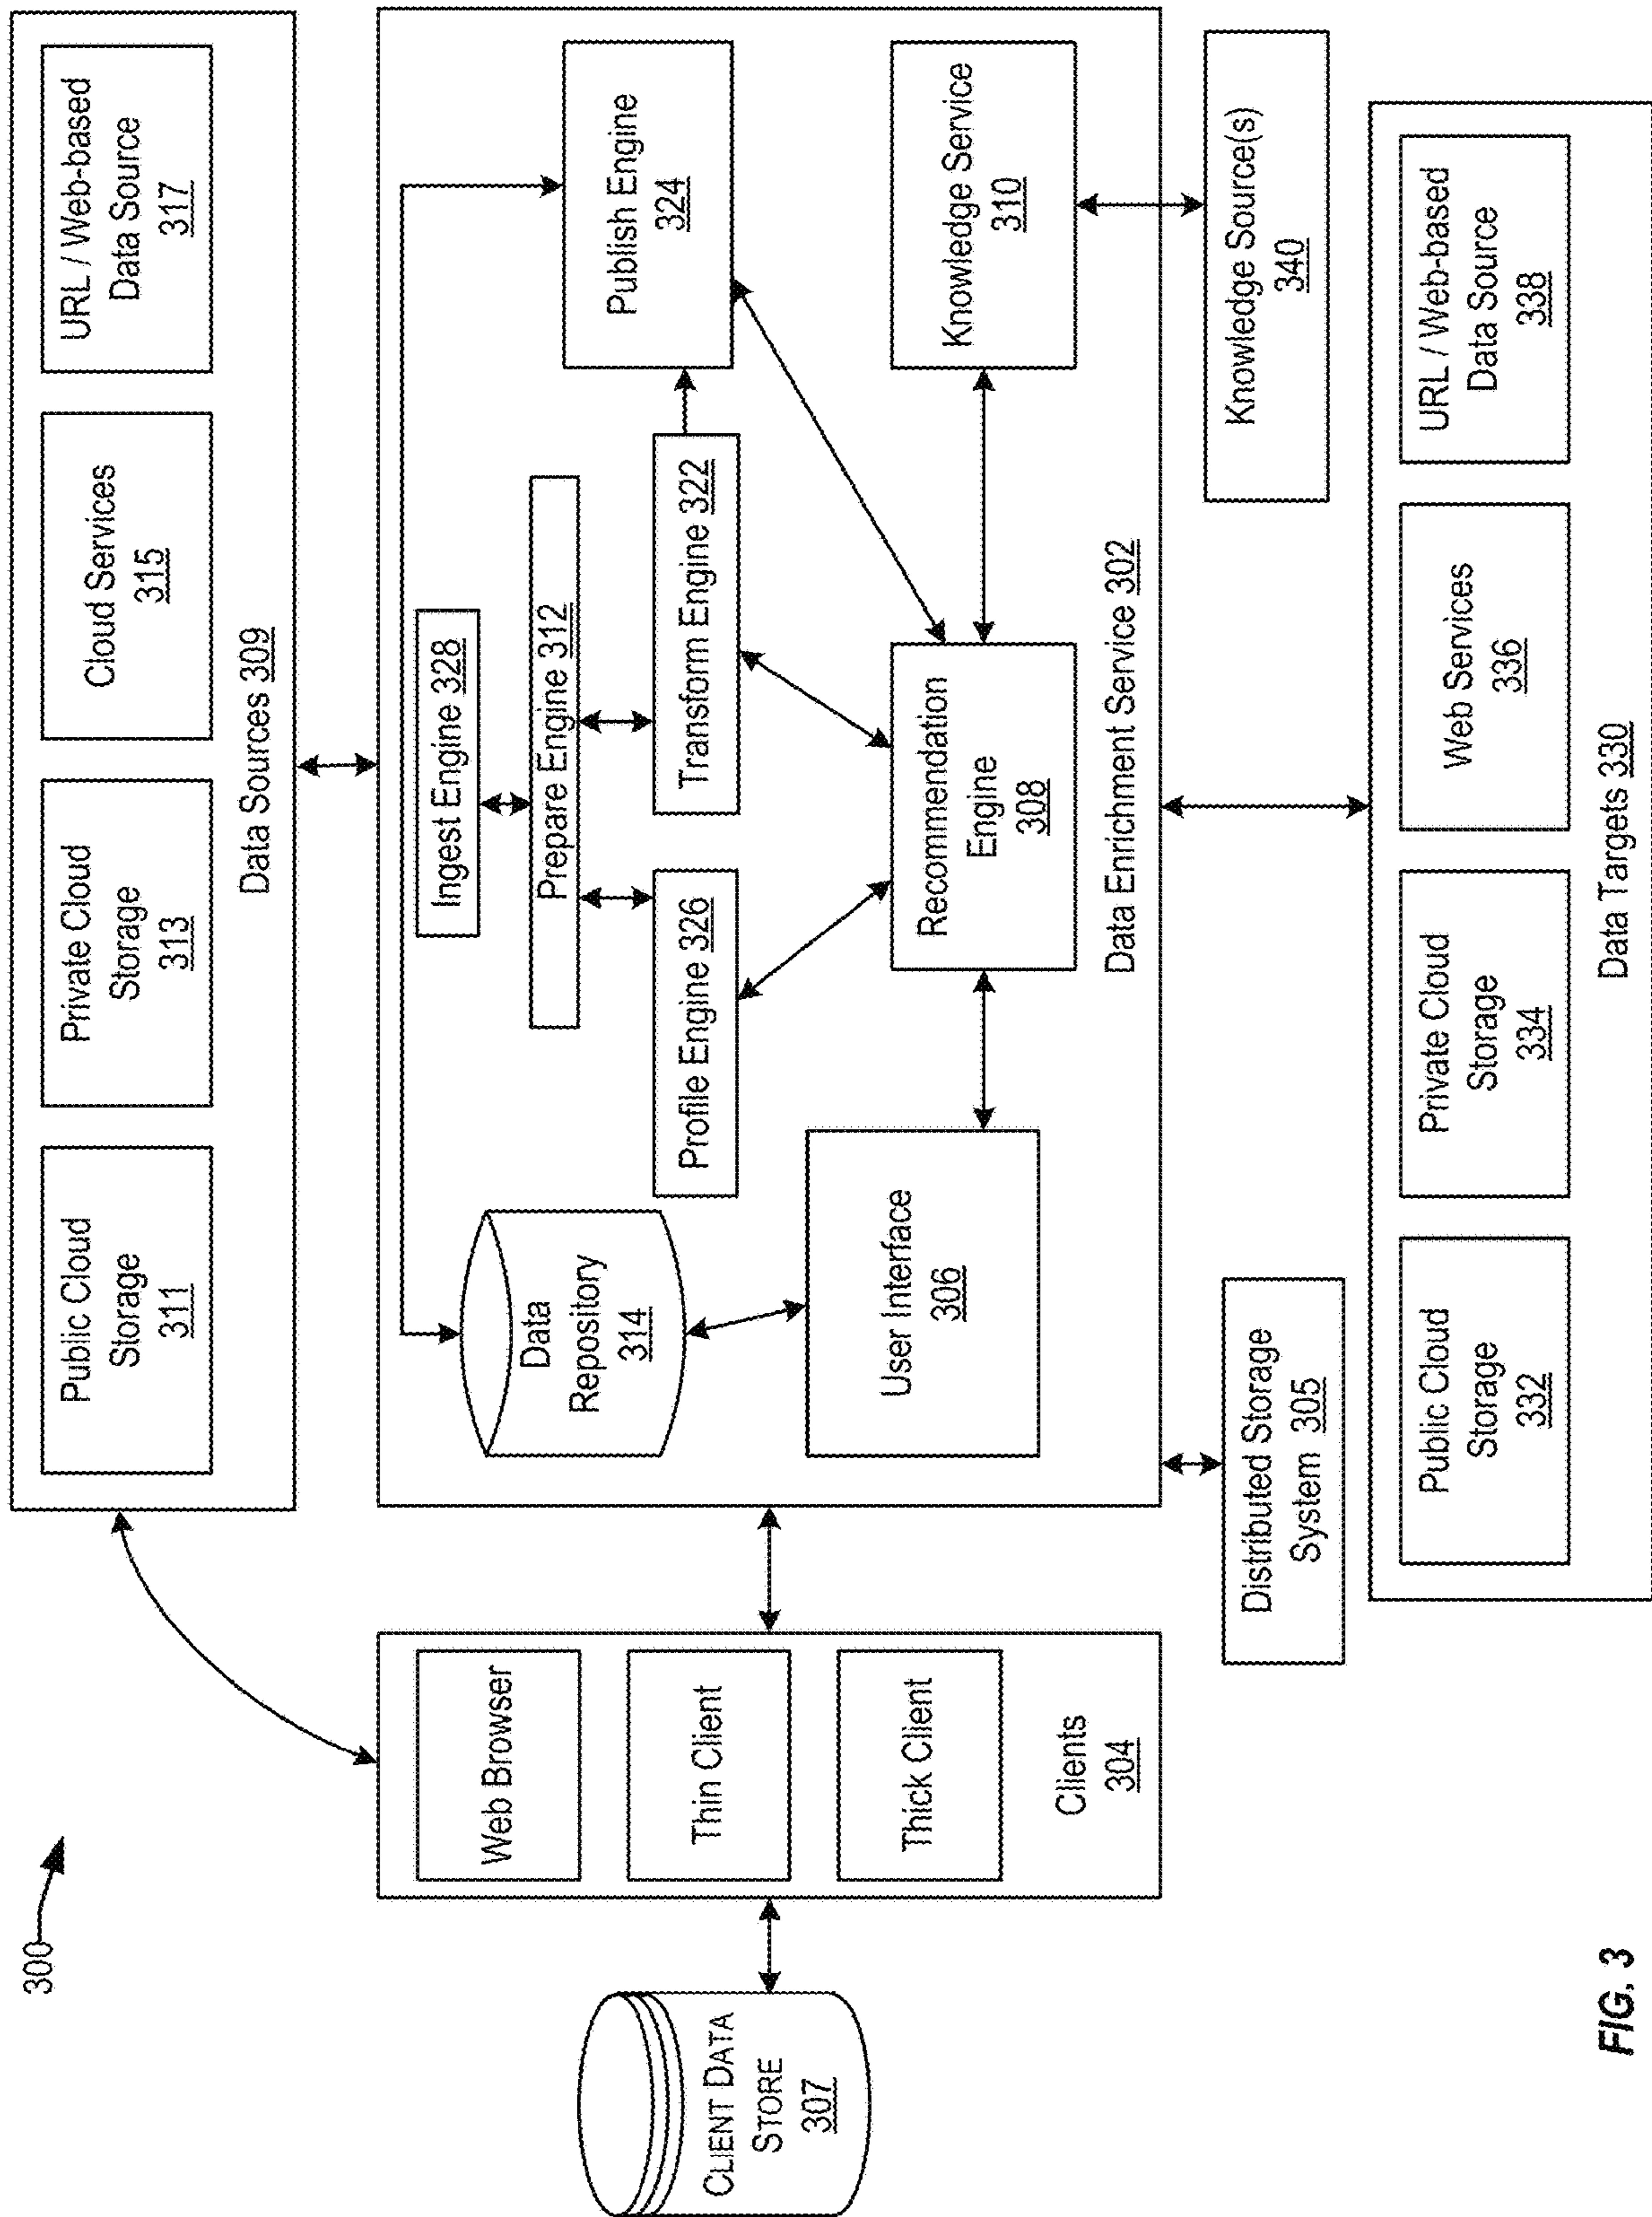 300
URL / Web-based
Data Source
317
Cloud Services
315
Private Cloud
Storage
313
Public Cloud
Storage
311
Data Sources 309
Publish Engine
324
Knowledge Service
310
Ingest Engine 328
Prepare Engine 312
Transform Engine 322
Profile Engine 326
Recommendation
Engine
308
Data
Repository
314
User Interface
306
Data Enrichment Service 302
Web Browser
Thin Client
Thick Client
Clients
304
CLIENT DATA
STORE
307
Knowledge Source(s)
340
Distributed Storage
System 305
URL / Web-based
Data Source
338
Web Services
336
Private Cloud
Storage
334
Public Cloud
Storage
332
Data Targets 330
FIG. 3